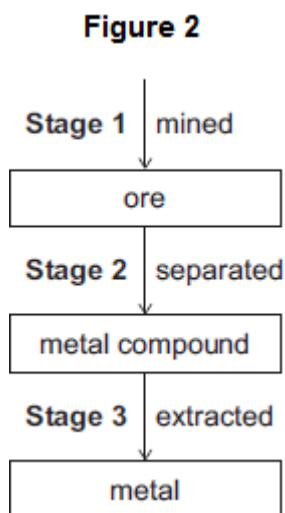 Figure 2
Stage 1 mined
ore
Stage 2 separated
metal compound
Stage 3 extracted
metal